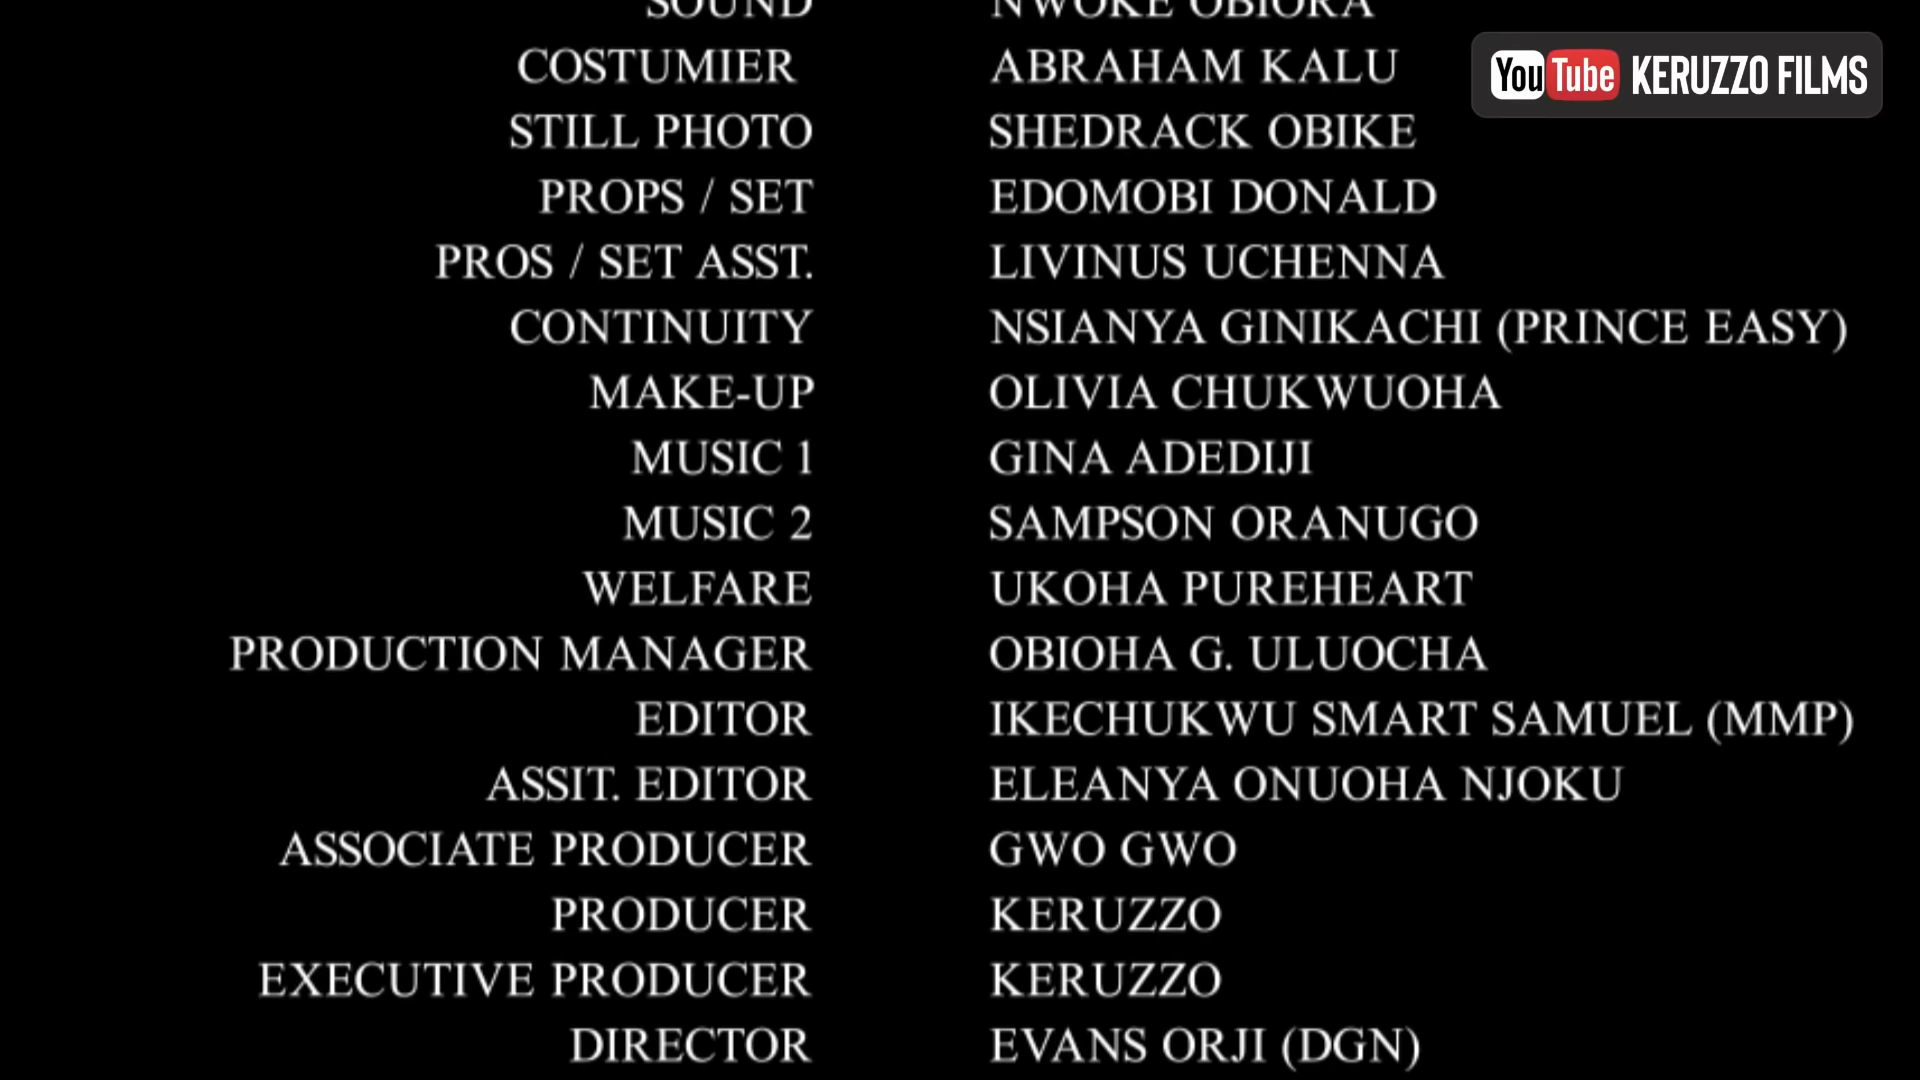 SOUND NWOKE OBIORA
COSTUMIER ABRAHAM KALU
YouTube KERUZZO FILMS
STILL PHOTO SHEDRACK OBIKE
PROPS / SET EDOMOBI DONALD
PROS / SET ASST. LIVINUS UCHENNA
CONTINUITY NSIANYA GINIKACHI (PRINCE EASY)
MAKE-UP OLIVIA CHUKWUOHA
MUSIC 1 GINA ADEDIJI
MUSIC 2 SAMPSON ORANUGO
WELFARE UKOHA PUREHEART
PRODUCTION MANAGER OBIOHA G. ULUOCHA
EDITOR IKECHUKWU SMART SAMUEL (MMP)
ASSIT. EDITOR ELEANYA ONUOHA NJOKU
ASSOCIATE PRODUCER GWO GWO
PRODUCER KERUZZO
EXECUTIVE PRODUCER KERUZZO
DIRECTOR EVANS ORJI (DGN)